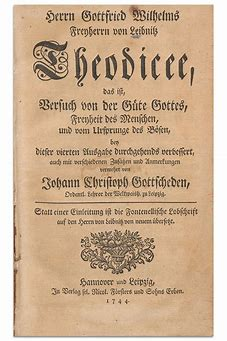 Herrn Gottfried Wilhelms
Freyherrn von Leibnitz
Theodicee,
das ist,
Versuch von der Güte Gottes,
Freyheit des Menschen,
und vom Ursprunge des Bösen,
bey
dieser vierten Ausgabe durchgehends verbessert,
auch mit verschiedenen Zusätzen und Anmerkungen
vermehrt von
Johann Christoph Gottscheden,
Ordentl. Lehrer der Weltweish. zu Leipzig.
Statt einer Einleitung ist die Fontenellische Lobschrift
auf den Herrn von Leibnitz von neuem übersetzt.
Hannover und Leipzig,
In Verlag sel. Nicol. Försters und Sohns Erben.
1744